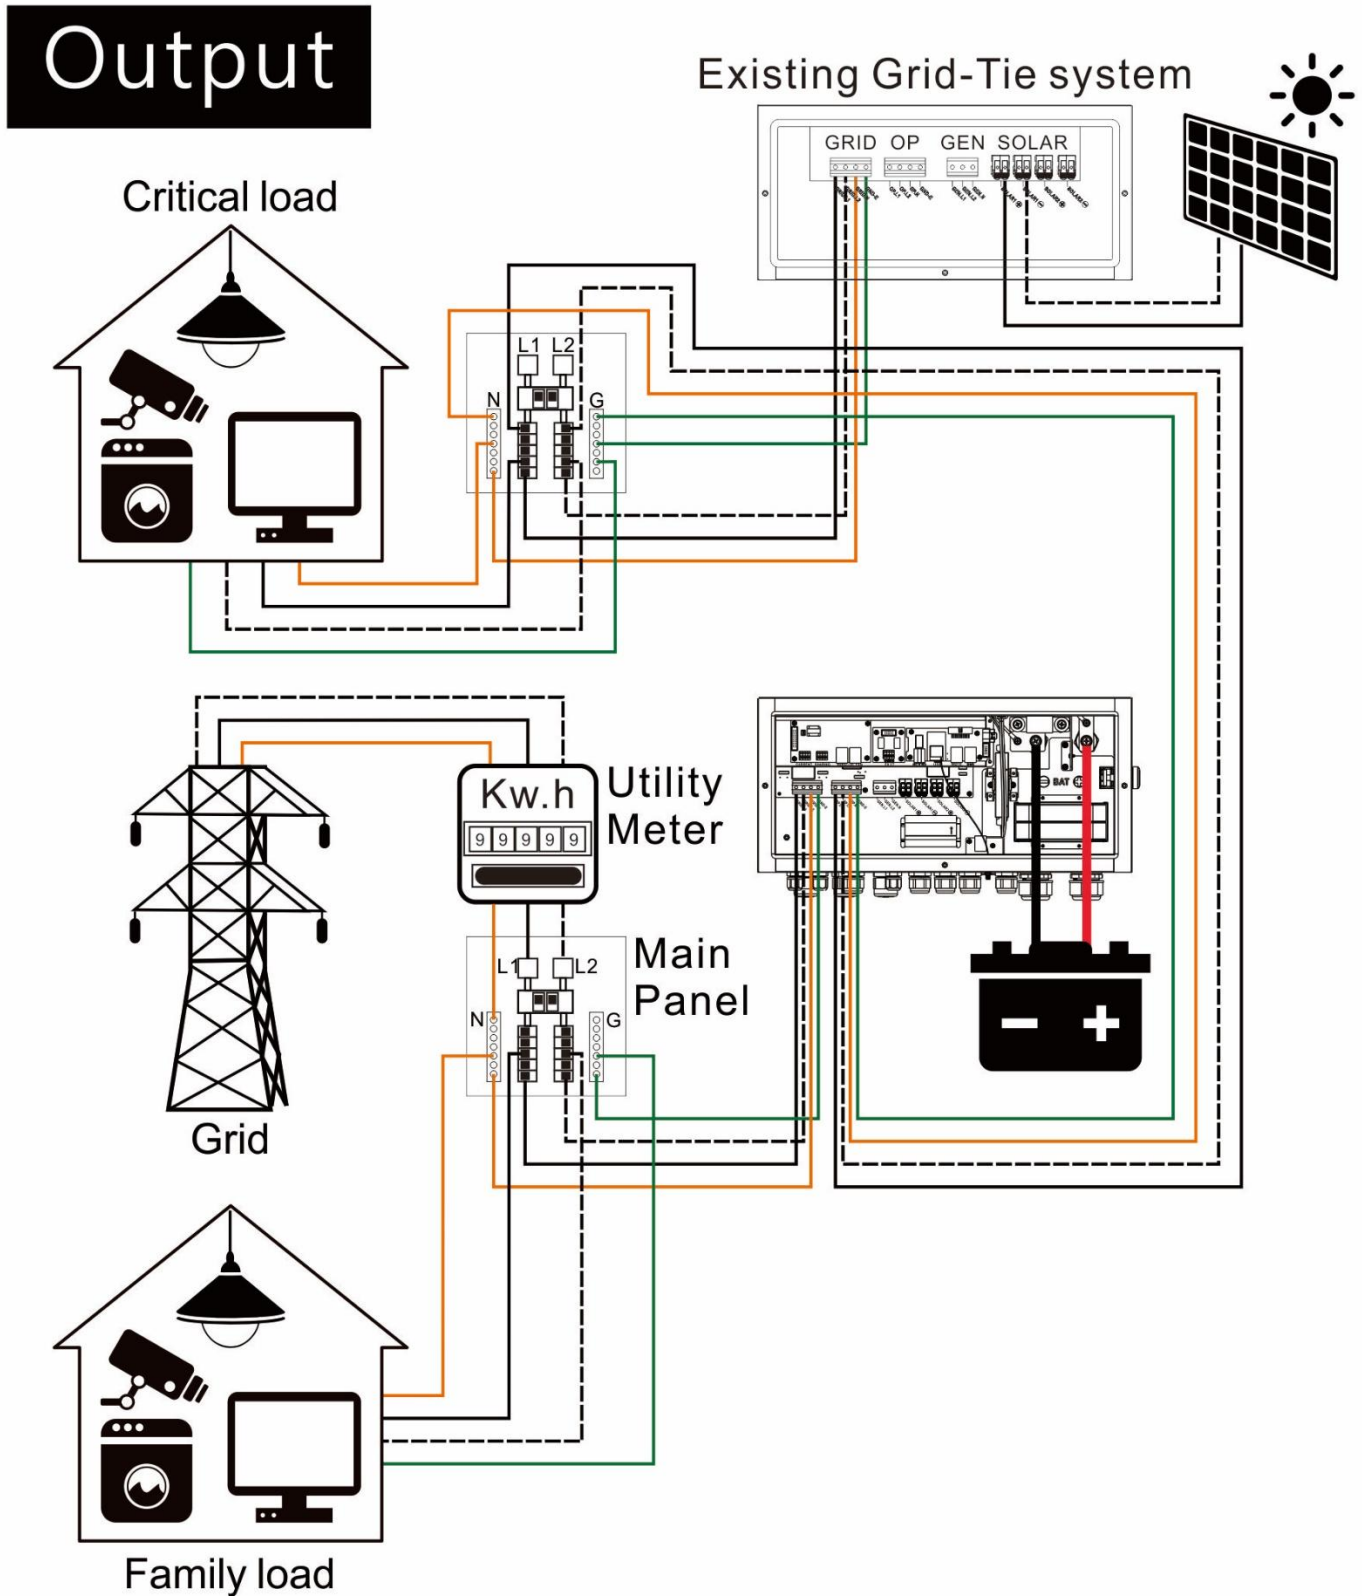 Output
Existing Grid-Tie system
GRID OP GEN SOLAR
Critical load
L1 L2
N
G
Kw.h
9 9 9 9 9
Utility
Meter
BAT
Main
Panel
L1 L2
N G
Grid
Family load